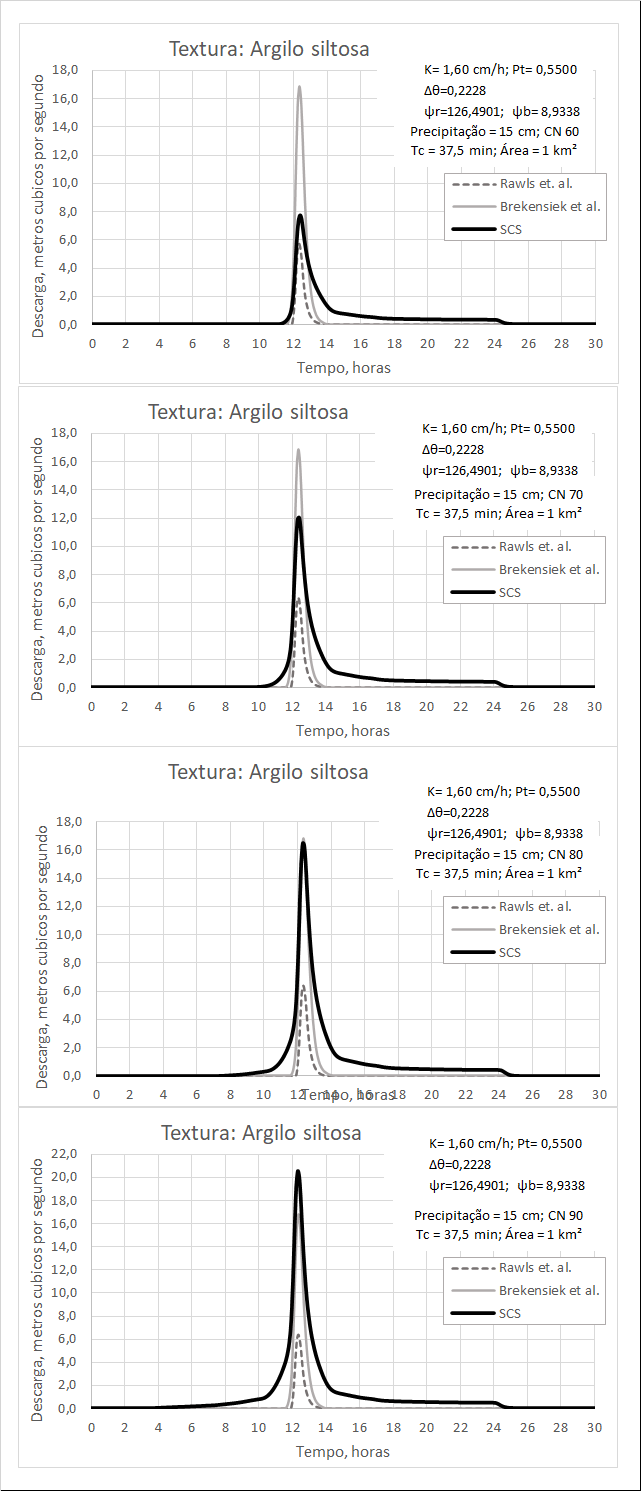 Textura: Argilo siltosa
K= 1,60 cm/h; Pt= 0,5500
Δθ=0,2228
ψr=126,4901; ψb= 8,9338
Precipitação = 15 cm; CN 60
Tc = 37,5 min; Área = 1 km²
Rawls et. al.
Brekensiek et al.
SCS
Descarga, metros cubicos por segundo
18,0
16,0
14,0
12,0
10,0
8,0
6,0
4,0
2,0
0,0
0 2 4 6 8 10 12 14 16 18 20 22 24 26 28 30
Tempo, horas
Textura: Argilo siltosa
K= 1,60 cm/h; Pt= 0,5500
Δθ=0,2228
ψr=126,4901; ψb= 8,9338
Precipitação = 15 cm; CN 70
Tc = 37,5 min; Área = 1 km²
Rawls et. al.
Brekensiek et al.
SCS
Descarga, metros cubicos por segundo
18,0
16,0
14,0
12,0
10,0
8,0
6,0
4,0
2,0
0,0
0 2 4 6 8 10 12 14 16 18 20 22 24 26 28 30
Tempo, horas
Textura: Argilo siltosa
K= 1,60 cm/h; Pt= 0,5500
Δθ=0,2228
ψr=126,4901; ψb= 8,9338
Precipitação = 15 cm; CN 80
Tc = 37,5 min; Área = 1 km²
Rawls et. al.
Brekensiek et al.
SCS
Descarga, metros cubicos por segundo
18,0
16,0
14,0
12,0
10,0
8,0
6,0
4,0
2,0
0,0
0 2 4 6 8 10 12 14 16 18 20 22 24 26 28 30
Tempo, horas
Textura: Argilo siltosa
K= 1,60 cm/h; Pt= 0,5500
Δθ=0,2228
ψr=126,4901; ψb= 8,9338
Precipitação = 15 cm; CN 90
Tc = 37,5 min; Área = 1 km²
Rawls et. al.
Brekensiek et al.
SCS
Descarga, metros cubicos por segundo
22,0
20,0
18,0
16,0
14,0
12,0
10,0
8,0
6,0
4,0
2,0
0,0
0 2 4 6 8 10 12 14 16 18 20 22 24 26 28 30
Tempo, horas